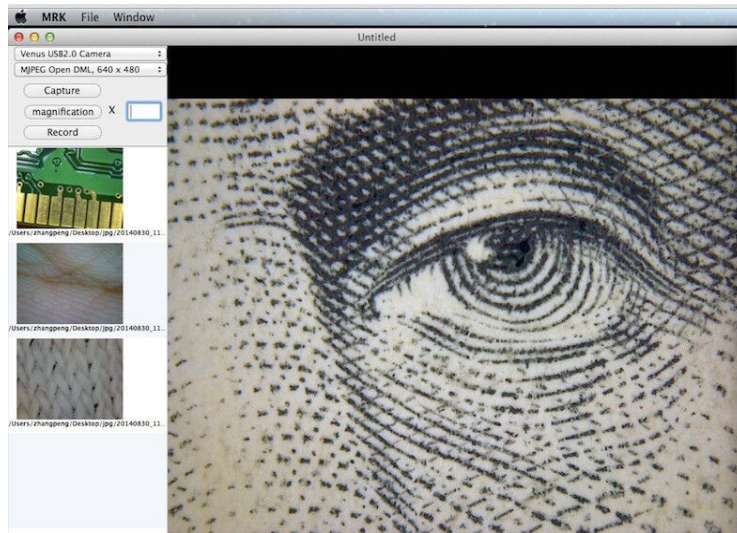 MRK File Window
Untitled
Venus USB2.0 Camera
MJPEG Open DML, 640 x 480
Capture
magnification X
Record
/Users/zhangpeng/Desktop/jpg/20140830_11...
/Users/zhangpeng/Desktop/jpg/20140830_11...
/Users/zhangpeng/Desktop/jpg/20140830_11...